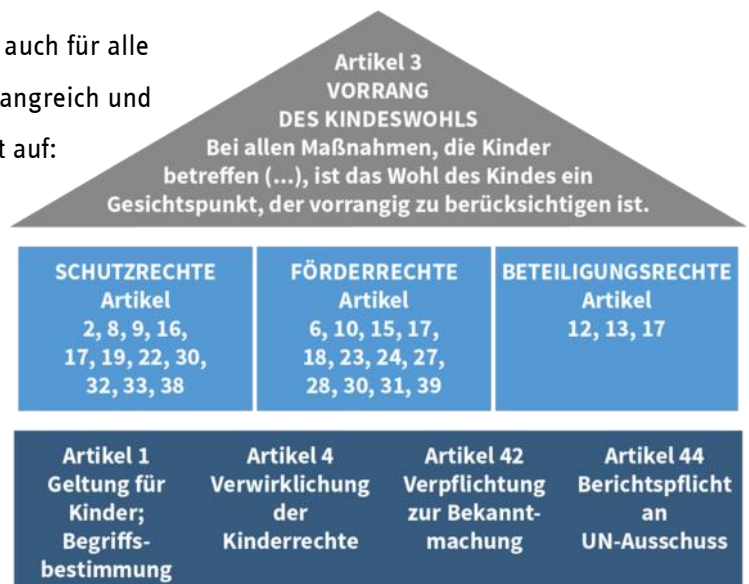 auch für alle
angreich und
t auf:
Artikel 3
VORRANG
DES KINDESWOHLS
Bei allen Maßnahmen, die Kinder
betreffen (...), ist das Wohl des Kindes ein
Gesichtspunkt, der vorrangig zu berücksichtigen ist.
SCHUTZRECHTE
Artikel
2, 8, 9, 16,
17, 19, 22, 30,
32, 33, 38
FÖRDERRECHTE
Artikel
6, 10, 15, 17,
18, 23, 24, 27,
28, 30, 31, 39
BETEILIGUNGSRECHTE
Artikel
12, 13, 17
Artikel 1
Geltung für
Kinder;
Begriffs-
bestimmung
Artikel 4
Verwirklichung
der
Kinderrechte
Artikel 42
Verpflichtung
zur Bekannt-
machung
Artikel 44
Berichtspflicht
an
UN-Ausschuss